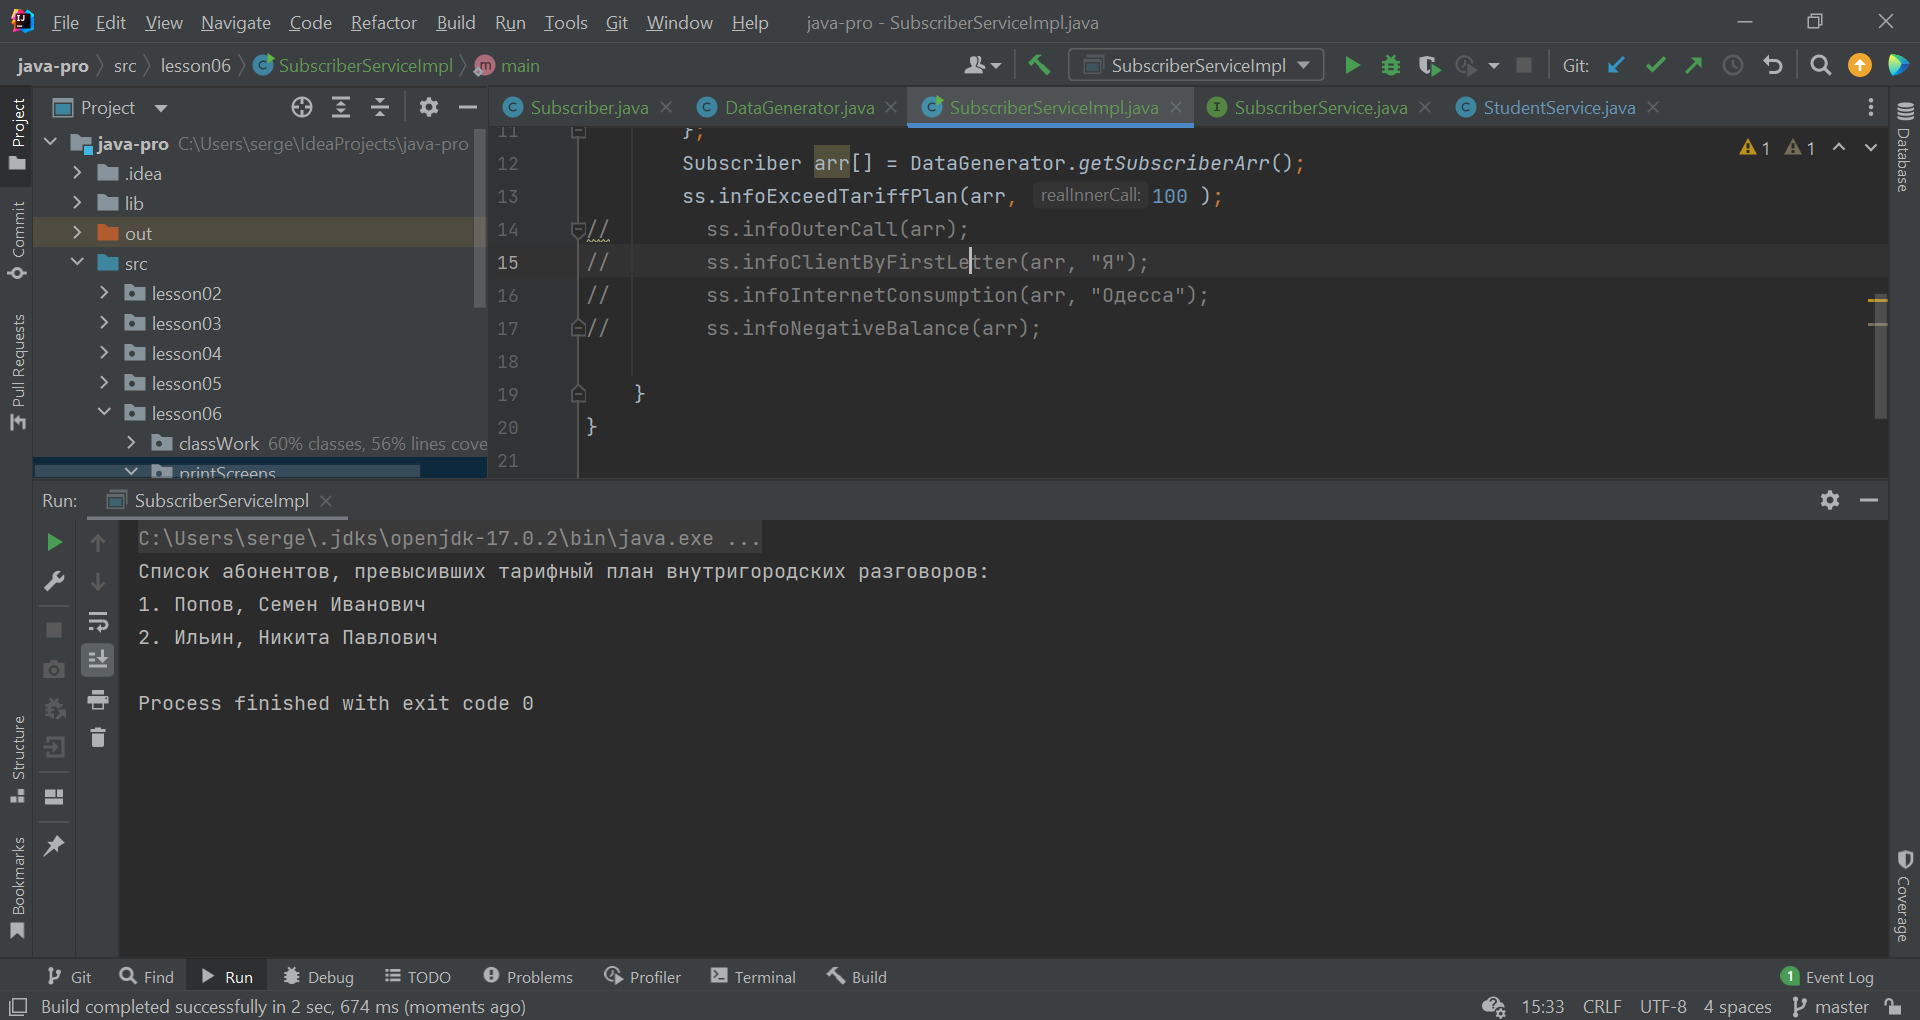 File Edit View Navigate Code Refactor Build Run Tools Git Window Help java-pro - SubscriberServiceImpl.java
java-pro src lesson06 SubscriberServiceImpl main SubscriberServiceImpl Git:
Project
Subscriber.java DataGenerator.java SubscriberServiceImpl.java SubscriberService.java StudentService.java
java-pro C:\Users\serge\IdeaProjects\java-pro
.idea
lib
out
src
lesson02
lesson03
lesson04
lesson05
lesson06
classWork 60% classes, 56% lines cove
printScreens
11 };
12 Subscriber arr[] = DataGenerator.getSubscriberArr();
13 ss.infoExceedTariffPlan(arr, realInnerCall: 100 );
14 // ss.infoOuterCall(arr);
15 // ss.infoClientByFirstLetter(arr, "Я");
16 // ss.infoInternetConsumption(arr, "Одесса");
17 // ss.infoNegativeBalance(arr);
18
19 }
20 }
21
1 1
Project
Commit
Pull Requests
Structure
Bookmarks
Database
Coverage
Run: SubscriberServiceImpl
C:\Users\serge\.jdks\openjdk-17.0.2\bin\java.exe ...
Список абонентов, превысивших тарифный план внутригородских разговоров:
1. Попов, Семен Иванович
2. Ильин, Никита Павлович
Process finished with exit code 0
Git Find Run Debug TODO Problems Profiler Terminal Build 1 Event Log
Build completed successfully in 2 sec, 674 ms (moments ago) 15:33 CRLF UTF-8 4 spaces master